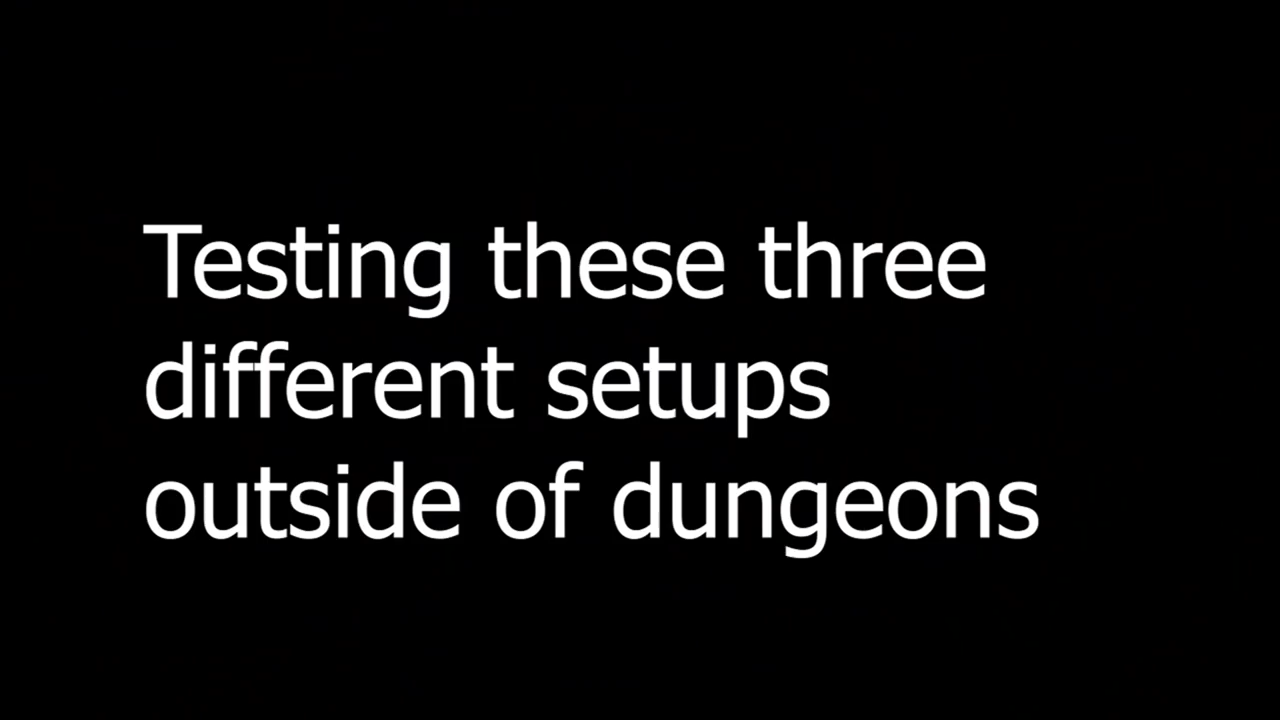 Testing these three
different setups
outside of dungeons